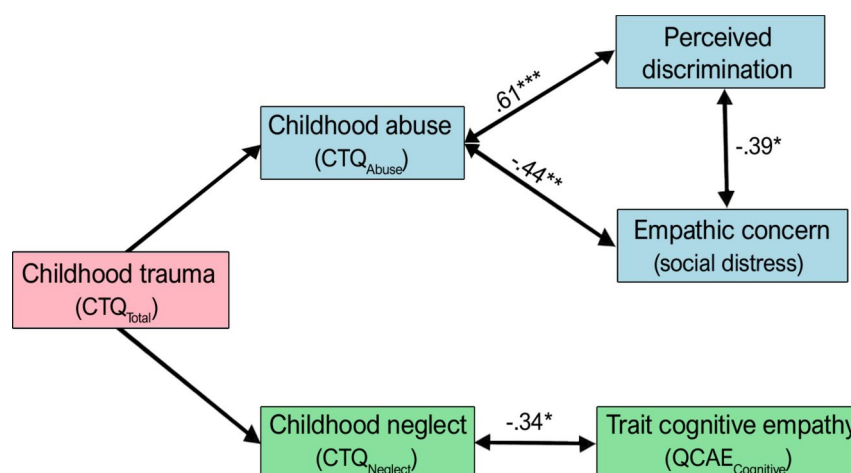 Perceived
discrimination
.61***
Childhood abuse
(CTQAbuse)
-.39*
-.44**
Empathic concern
(social distress)
Childhood trauma
(CTQTotal)
Childhood neglect
(CTQNeglect)
-.34*
Trait cognitive empathy
(QCAECognitive)